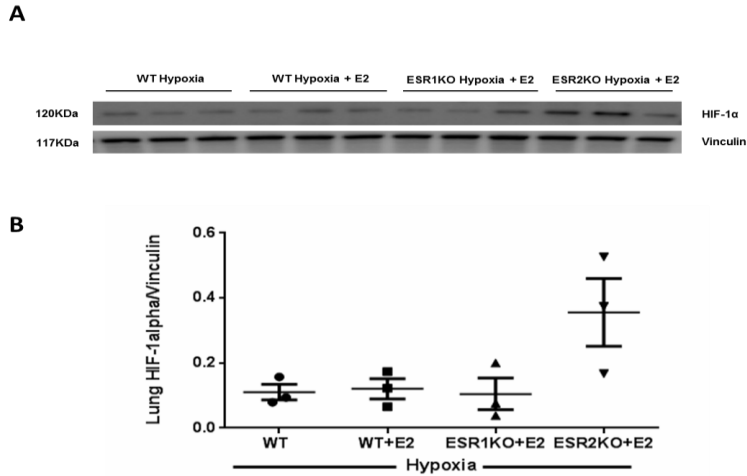 A
WT Hypoxia WT Hypoxia + E2 ESR1KO Hypoxia + E2 ESR2KO Hypoxia + E2
120KDa HIF-1α
117KDa Vinculin
B
Lung HIF-1alpha/Vinculin
0.6
0.4
0.2
0.0
WT WT+E2 ESR1KO+E2 ESR2KO+E2
Hypoxia